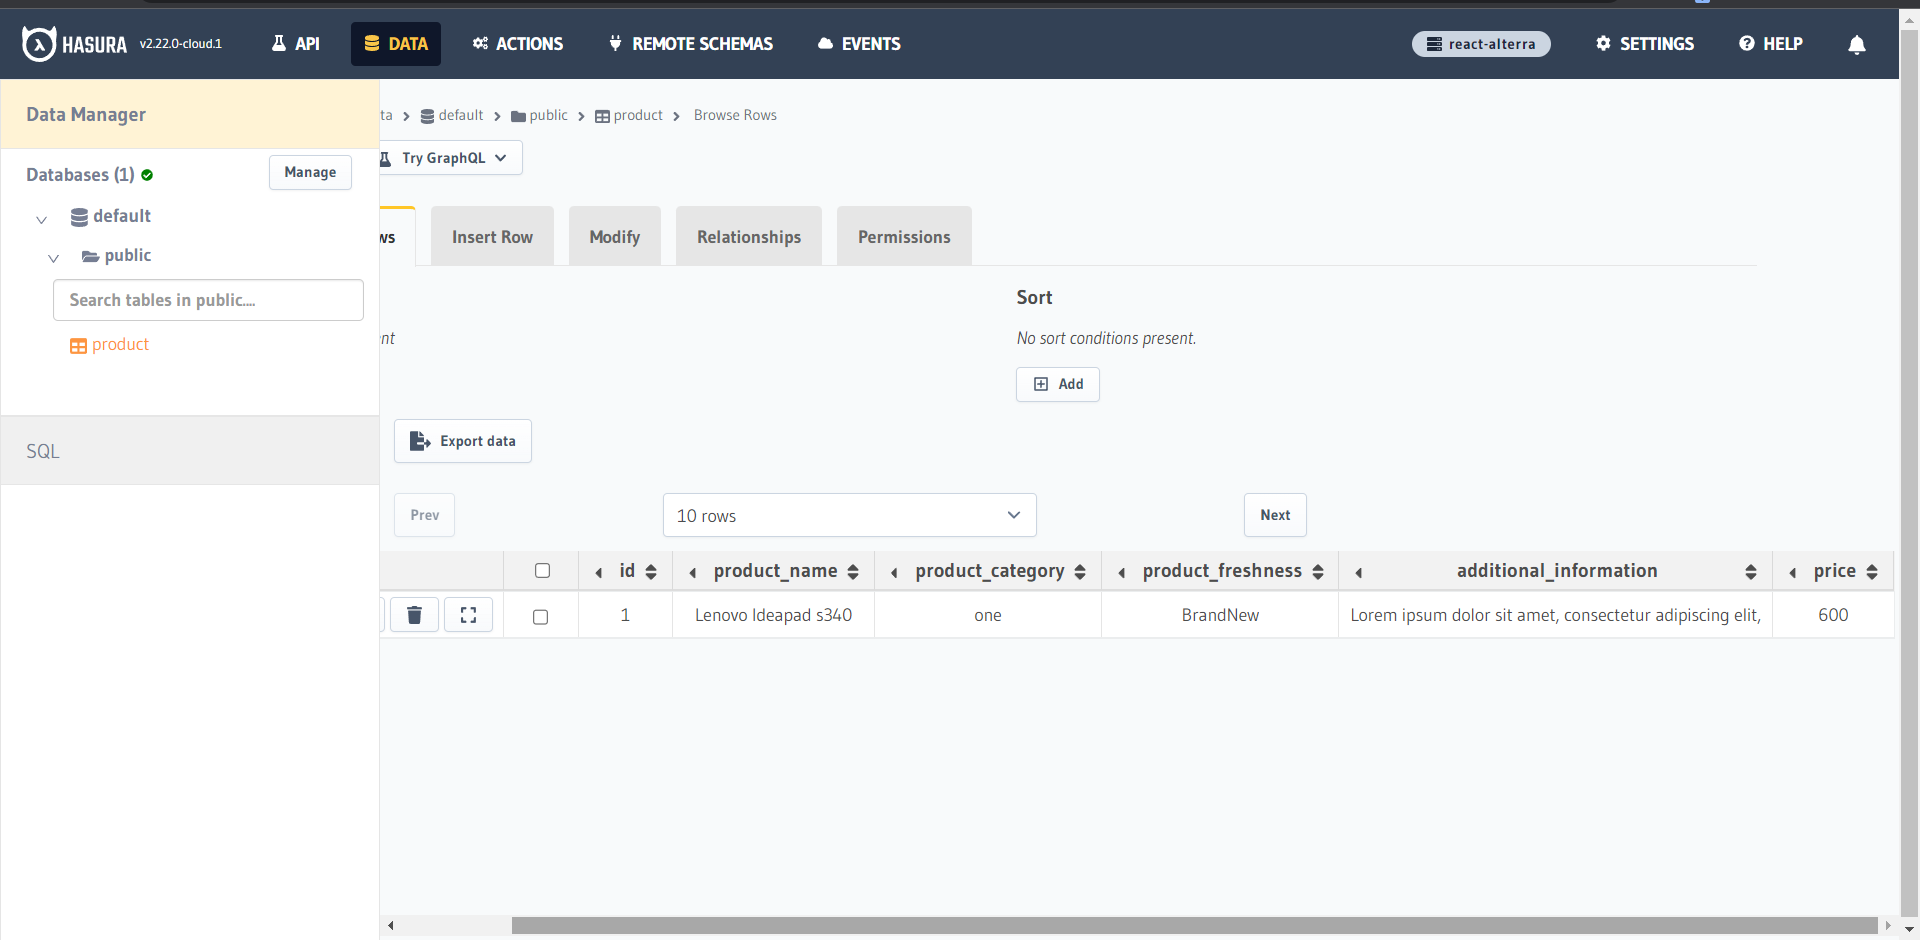 HASURA v2.22.0-cloud.1 API DATA ACTIONS REMOTE SCHEMAS EVENTS react-alterra SETTINGS HELP
Data Manager
Databases (1) Manage
default
public
Search tables in public....
product
SQL
ta > default > public > product > Browse Rows
Try GraphQL
ws Insert Row Modify Relationships Permissions
Sort
nt No sort conditions present.
Add
Export data
Prev 10 rows Next
id product_name product_category product_freshness additional_information price
1 Lenovo Ideapad s340 one BrandNew Lorem ipsum dolor sit amet, consectetur adipiscing elit, 600